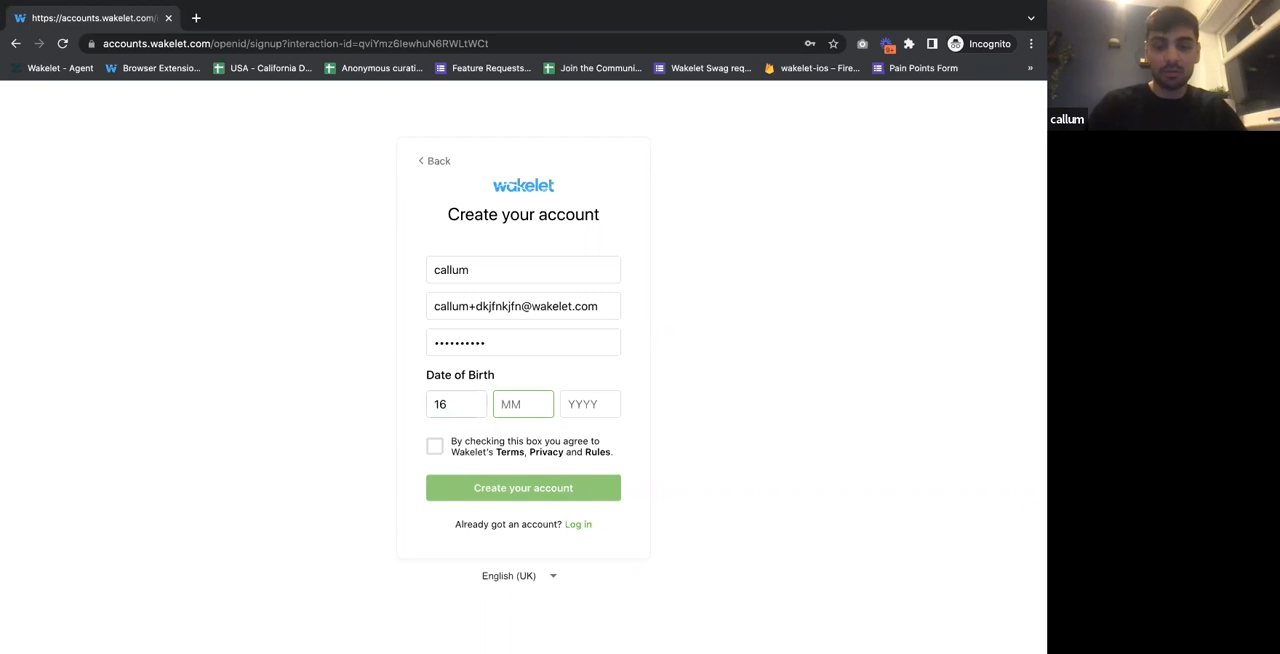 https://accounts.wakelet.com/
accounts.wakelet.com/openid/signup?interaction-id=qviYmz6IewhuN6RWLtWCt
9+
Incognito
Wakelet - Agent
Browser Extensio...
USA - California D...
Anonymous curati...
Feature Requests...
Join the Communi...
Wakelet Swag req...
wakelet-ios – Fire...
Pain Points Form
»
callum
Back
wakelet
Create your account
callum
callum+dkjfnkjfn@wakelet.com
Date of Birth
16 MM YYYY
By checking this box you agree to
Wakelet's Terms, Privacy and Rules.
Create your account
Already got an account? Log in
English (UK)